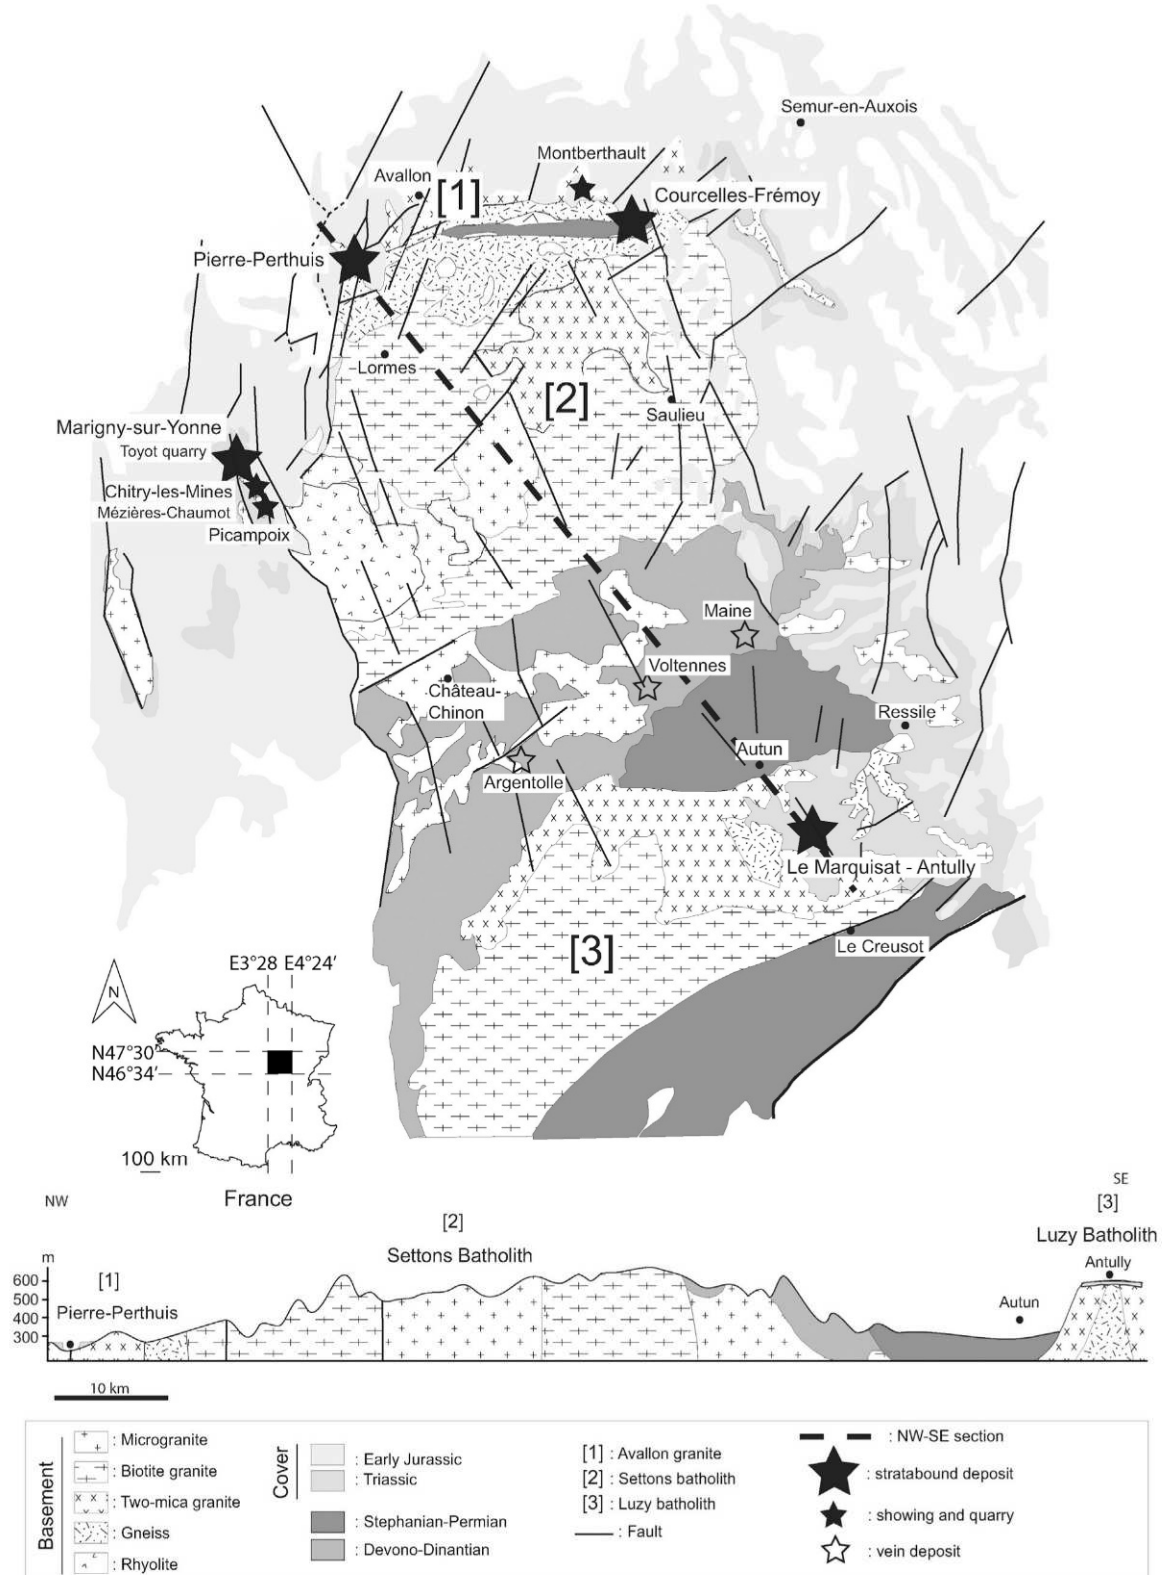 Semur-en-Auxois
Montberthault
Avallon
[1]
Courcelles-Frémoy
Pierre-Perthuis
Lormes
[2]
Saulieu
Marigny-sur-Yonne
Toyot quarry
Chitry-les-Mines
Mézières-Chaumot
Picampoix
Maine
Voltennes
Château-
Chinon
Ressile
Autun
Argentolle
Le Marquisat - Antully
[3]
Le Creusot
E3°28 E4°24'
N
N47°30'
N46°34'
100 km
France
NW
SE
[2]
[3]
Settons Batholith
Luzy Batholith
m
Antully
600
[1]
500
Pierre-Perthuis
Autun
400
300
10 km
Basement
: Microgranite
: Biotite granite
: Two-mica granite
: Gneiss
: Rhyolite
Cover
: Early Jurassic
: Triassic
: Stephanian-Permian
: Devono-Dinantian
[1] : Avallon granite
[2] : Settons batholith
[3] : Luzy batholith
: Fault
: NW-SE section
: stratabound deposit
: showing and quarry
: vein deposit